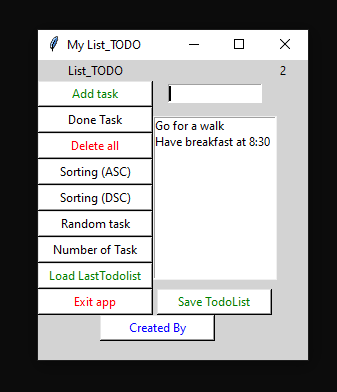 My List_TODO
List_TODO 2
Add task
Done Task
Delete all
Sorting (ASC)
Sorting (DSC)
Random task
Number of Task
Load LastTodolist
Exit app
Go for a walk
Have breakfast at 8:30
Save TodoList
Created By